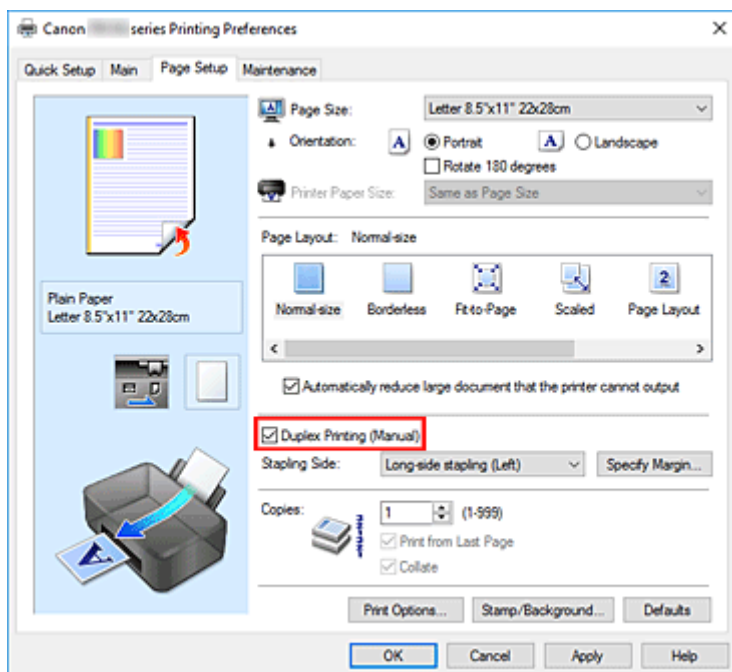 Canon series Printing Preferences
Quick Setup Main Page Setup Maintenance
Page Size: Letter 8.5"x11" 22x28cm
Orientation: A Portrait A Landscape
Rotate 180 degrees
Printer Paper Size: Same as Page Size
Page Layout: Normal-size
Normal-size Borderless Fit-to-Page Scaled Page Layout
Automatically reduce large document that the printer cannot output
Plain Paper
Letter 8.5"x11" 22x28cm
Duplex Printing (Manual)
Stapling Side: Long-side stapling (Left) Specify Margin...
Copies: 1 (1-999)
Print from Last Page
Collate
Print Options... Stamp/Background... Defaults
OK Cancel Apply Help